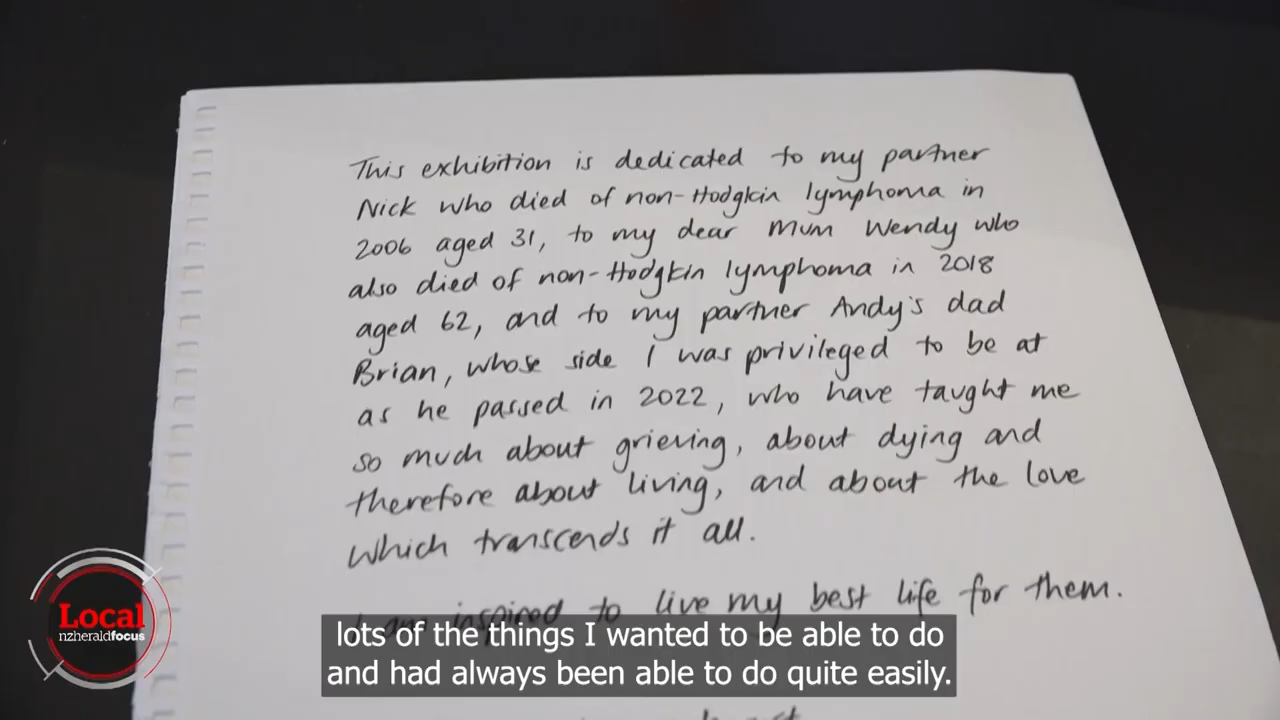 This exhibition is dedicated to my partner
Nick who died of non-Hodgkin lymphoma in
2006 aged 31, to my dear Mum Wendy who
also died of non-Hodgkin lymphoma in 2018
aged 62, and to my partner Andy's dad
Brian, whose side I was privileged to be at
as he passed in 2022, who have taught me
so much about grieving, about dying and
therefore about living, and about the love
which transcends it all.
I am inspired to live my best life for them.
lots of the things I wanted to be able to do
and had always been able to do quite easily.
Local
nzheraldfocus